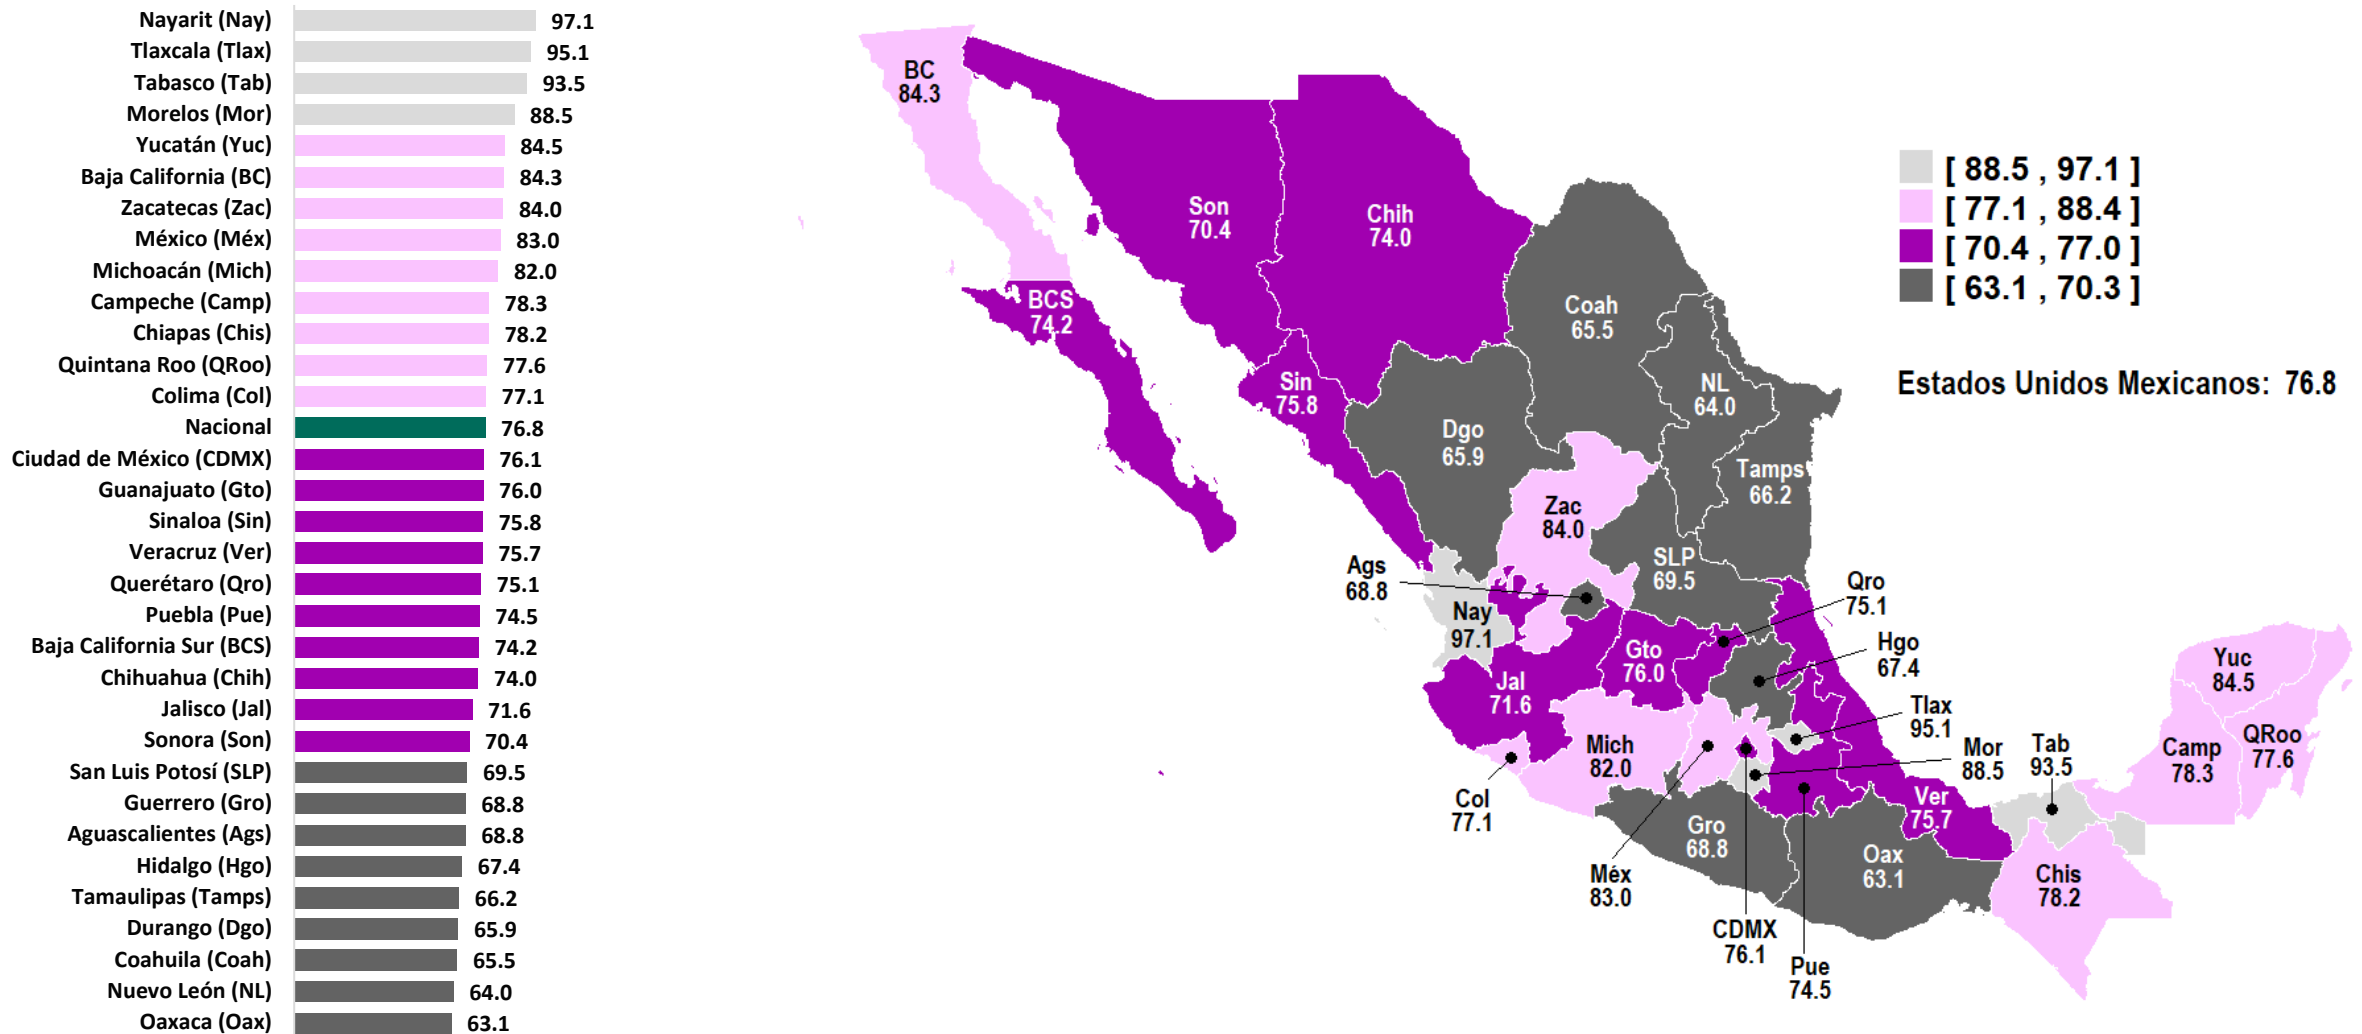 Nayarit (Nay) 97.1
Tlaxcala (Tlax) 95.1
Tabasco (Tab) 93.5
Morelos (Mor) 88.5
Yucatán (Yuc) 84.5
Baja California (BC) 84.3
Zacatecas (Zac) 84.0
México (Méx) 83.0
Michoacán (Mich) 82.0
Campeche (Camp) 78.3
Chiapas (Chis) 78.2
Quintana Roo (QRoo) 77.6
Colima (Col) 77.1
Nacional 76.8
Ciudad de México (CDMX) 76.1
Guanajuato (Gto) 76.0
Sinaloa (Sin) 75.8
Veracruz (Ver) 75.7
Querétaro (Qro) 75.1
Puebla (Pue) 74.5
Baja California Sur (BCS) 74.2
Chihuahua (Chih) 74.0
Jalisco (Jal) 71.6
Sonora (Son) 70.4
San Luis Potosí (SLP) 69.5
Guerrero (Gro) 68.8
Aguascalientes (Ags) 68.8
Hidalgo (Hgo) 67.4
Tamaulipas (Tamps) 66.2
Durango (Dgo) 65.9
Coahuila (Coah) 65.5
Nuevo León (NL) 64.0
Oaxaca (Oax) 63.1
BC
84.3
Son
70.4
Chih
74.0
BCS
74.2
Coah
65.5
Sin
75.8
NL
64.0
Dgo
65.9
Tamps
66.2
Zac
84.0
SLP
69.5
Ags
68.8
Nay
97.1
Qro
75.1
Hgo
67.4
Gto
76.0
Jal
71.6
Tlax
95.1
Mich
82.0
Mor
88.5
Tab
93.5
Yuc
84.5
Camp
78.3
QRoo
77.6
Col
77.1
Ver
75.7
Gro
68.8
Oax
63.1
Méx
83.0
Chis
78.2
CDMX
76.1
Pue
74.5
[ 88.5 , 97.1 ]
[ 77.1 , 88.4 ]
[ 70.4 , 77.0 ]
[ 63.1 , 70.3 ]
Estados Unidos Mexicanos: 76.8